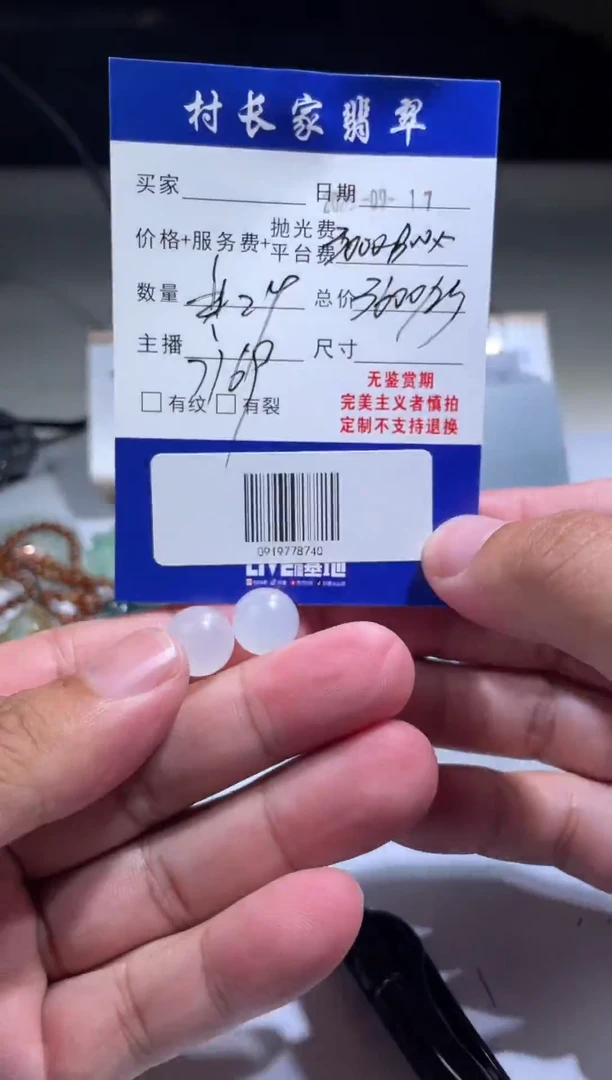 村长家翡翠
买家 日期 -07-17
价格+服务费+抛光费
平台费
数量 总价
主播 尺寸
无鉴赏期
□有纹 □有裂 完美主义者慎拍
定制不支持退换
0919778740